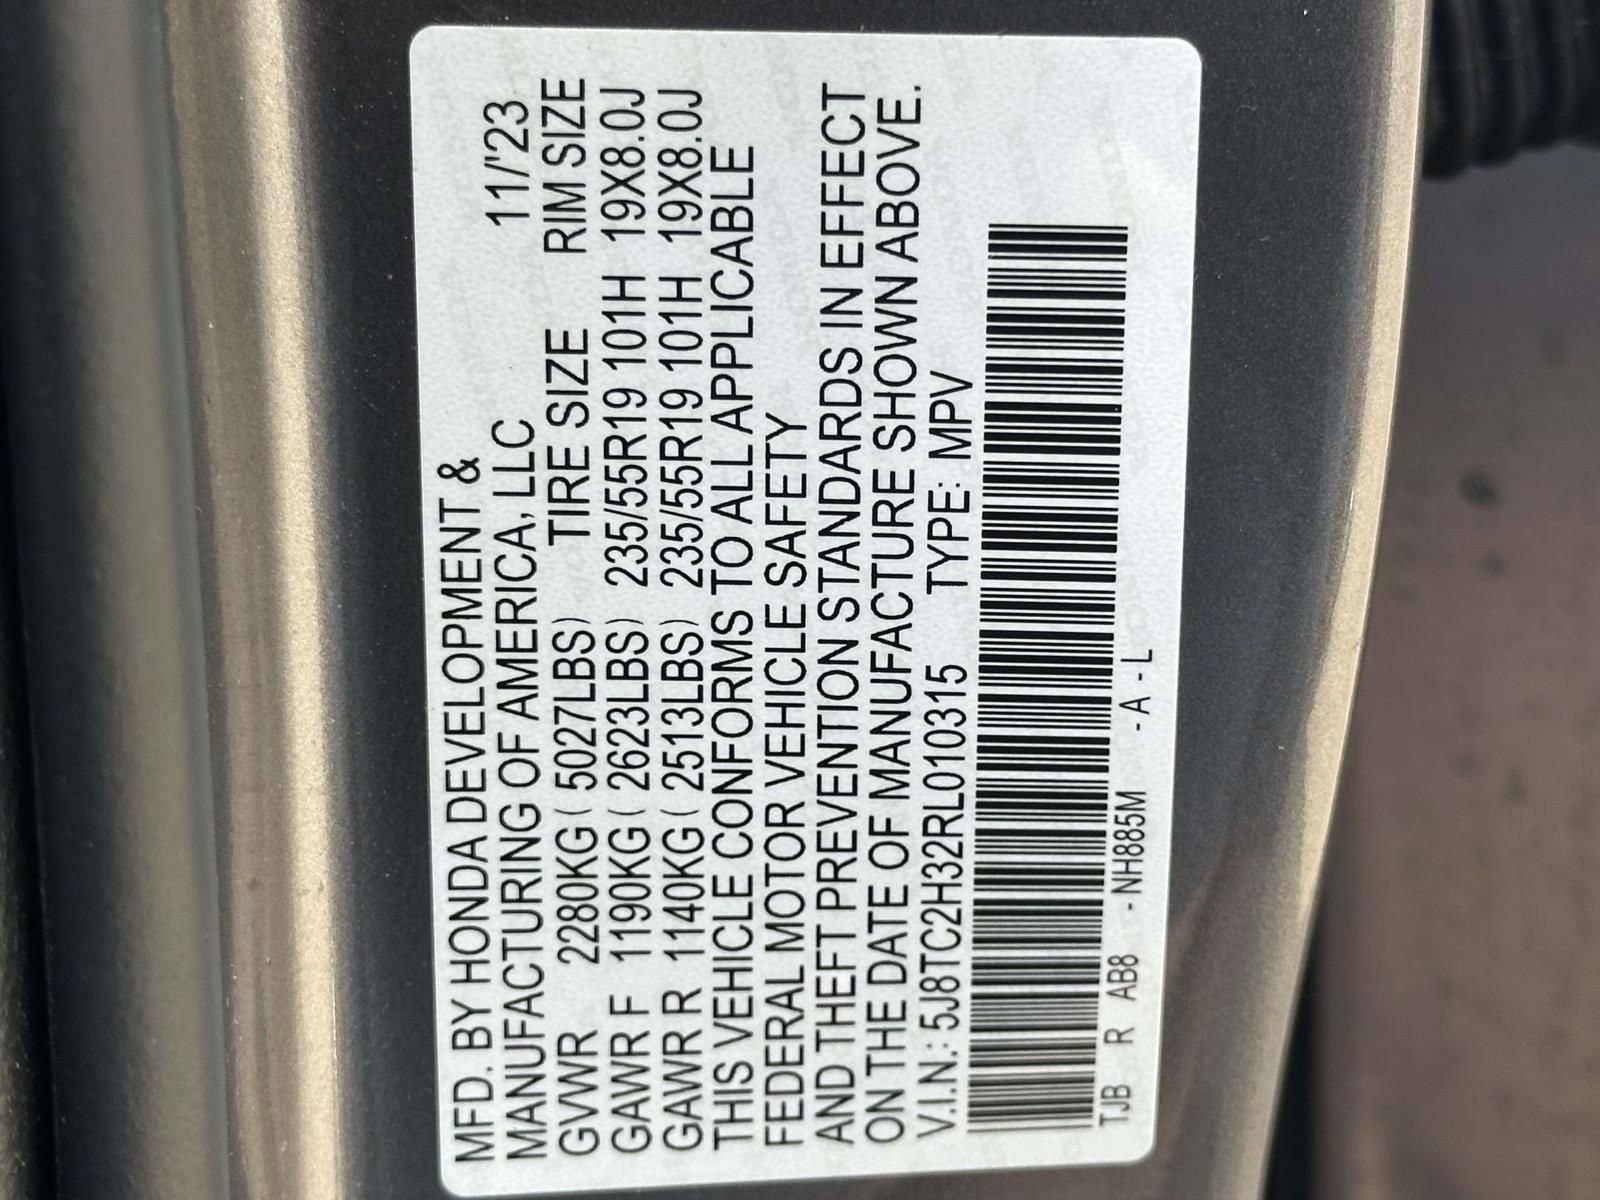 MFD. BY HONDA DEVELOPMENT &
MANUFACTURING OF AMERICA, LLC 11/'23
GVWR 2280KG ( 5027LBS) TIRE SIZE RIM SIZE
GAWR F 1190KG ( 2623LBS) 235/55R19 101H 19X8.0J
GAWR R 1140KG ( 2513LBS) 235/55R19 101H 19X8.0J
THIS VEHICLE CONFORMS TO ALL APPLICABLE
FEDERAL MOTOR VEHICLE SAFETY
AND THEFT PREVENTION STANDARDS IN EFFECT
ON THE DATE OF MANUFACTURE SHOWN ABOVE.
V.I.N.: 5J8TC2H32RL010315 TYPE: MPV
TJB R AB8 -NH885M -A -L